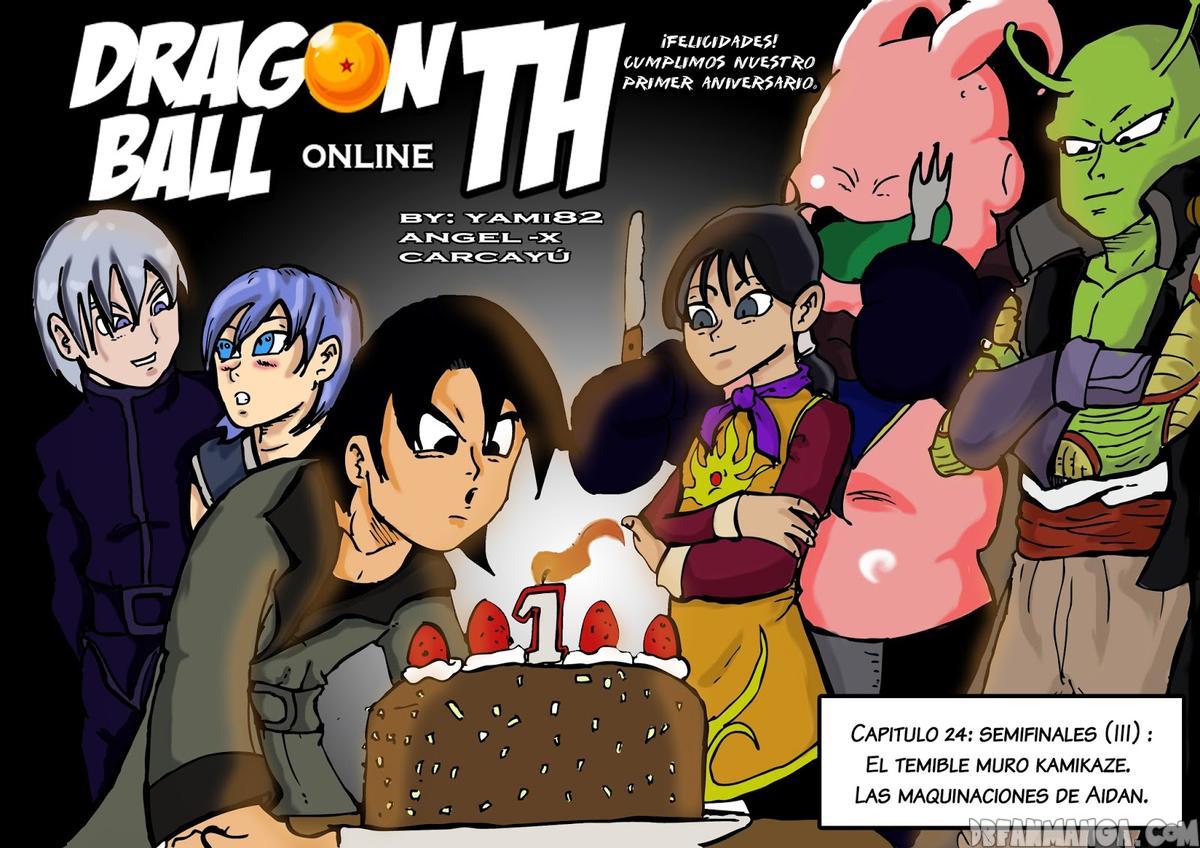 DRAGON
BALL
ONLINE
TH
¡FELICIDADES!
CUMPLIMOS NUESTRO
PRIMER ANIVERSARIO.
BY: YAMI82
ANGEL -X
CARCAYÚ
1
CAPITULO 24: SEMIFINALES (III) :
EL TEMIBLE MURO KAMIKAZE.
LAS MAQUINACIONES DE AIDAN.
DBFANMANGA.COM